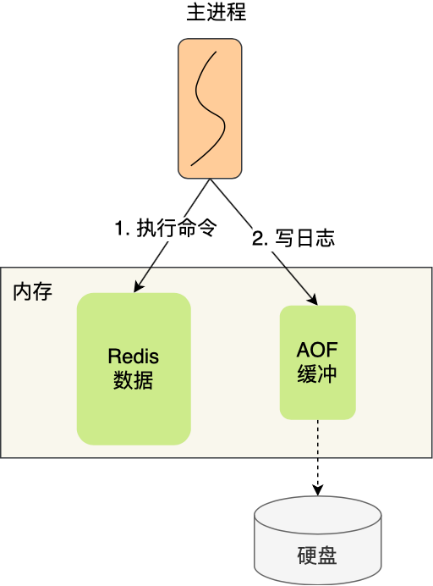 主进程
1. 执行命令
2. 写日志
内存
Redis
数据
AOF
缓冲
硬盘